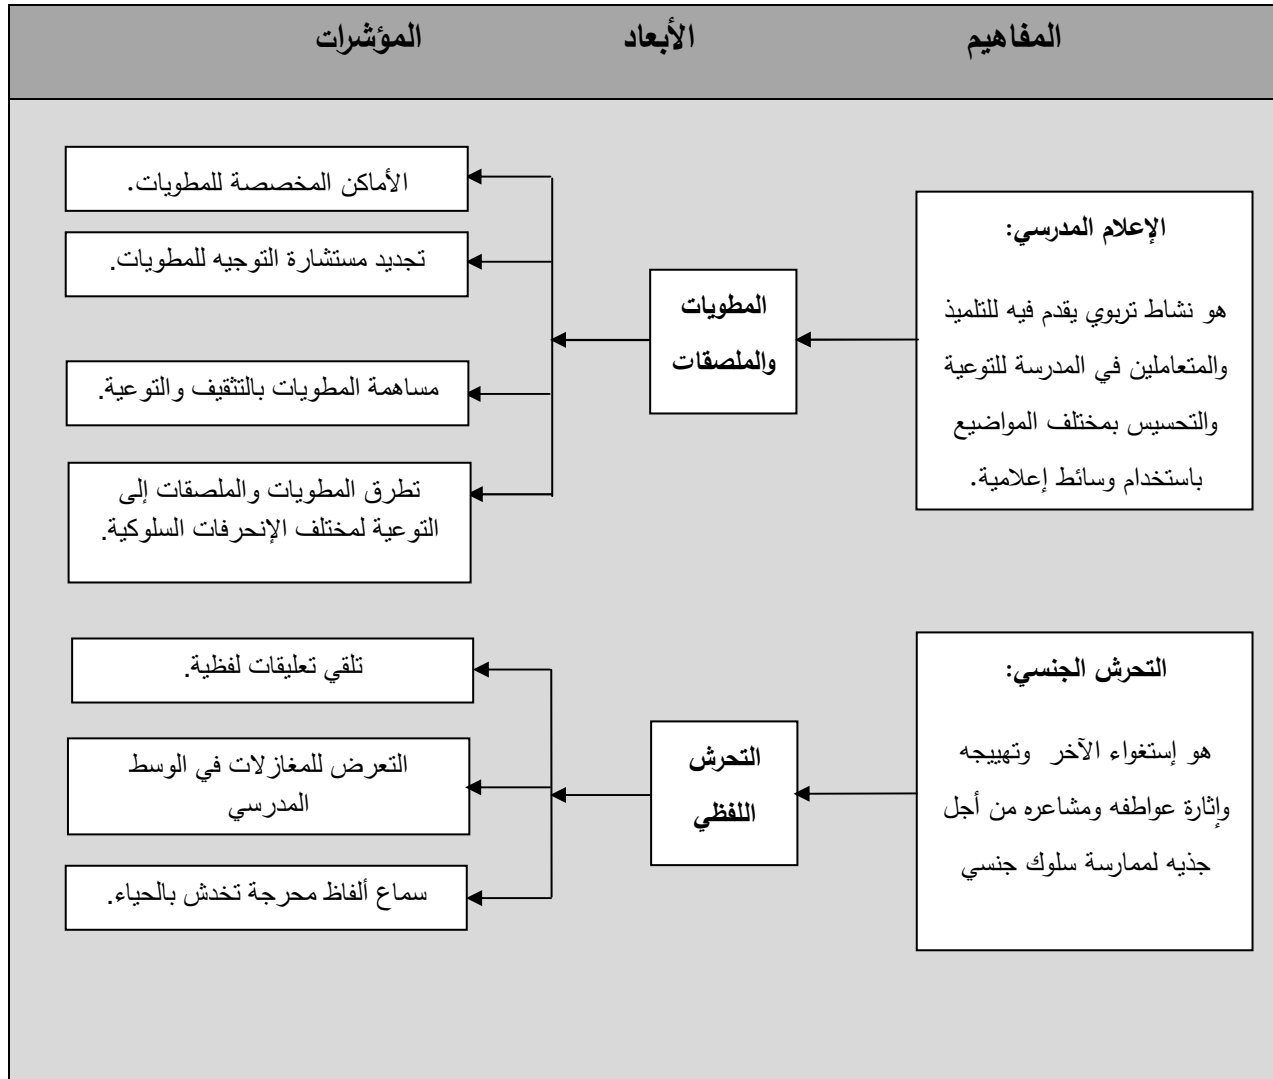 المفاهيم الأبعاد المؤشرات
الإعلام المدرسي:
هو نشاط تربوي يقدم فيه للتلميذ
والمتعاملين في المدرسة للتوعية
والتحسيس بمختلف المواضيع
باستخدام وسائط إعلامية.
المطويات
والملصقات
الأماكن المخصصة للمطويات.
تجديد مستشارة التوجيه للمطويات.
مساهمة المطويات بالتثقيف والتوعية.
تطرق المطويات والملصقات إلى
التوعية لمختلف الإنحرفات السلوكية.
التحرش الجنسي:
هو إستغواء الآخر وتهييجه
وإثارة عواطفه ومشاعره من أجل
جذيه لممارسة سلوك جنسي
التحرش
اللفظي
تلقي تعليقات لفظية.
التعرض للمغازلات في الوسط
المدرسي
سماع ألفاظ محرجة تخدش بالحياء.